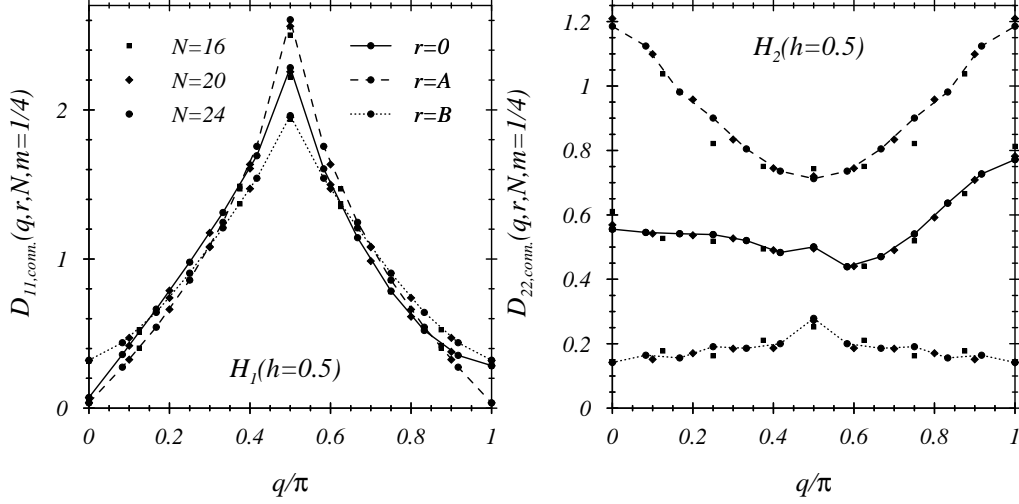 D11,conn.(q,r,N,m=1/4)
2
1
0
N=16
N=20
N=24
r=0
r=A
r=B
H1(h=0.5)
0 0.2 0.4 0.6 0.8 1
q/π
D22,conn.(q,r,N,m=1/4)
1.2
1
0.8
0.6
0.4
0.2
0
H2(h=0.5)
0 0.2 0.4 0.6 0.8 1
q/π